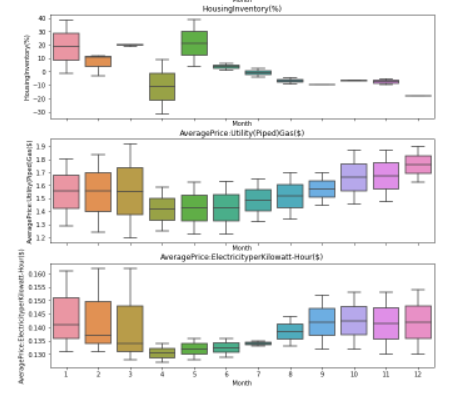 Month
HousingInventory(%)
HousingInventory(%)
40
30
20
10
0
−10
−20
−30
Month
AveragePrice:Utility(Piped)Gas($)
AveragePrice:Utility(Piped)Gas($)
1.9
1.8
1.7
1.6
1.5
1.4
1.3
1.2
Month
AveragePrice:ElectricityperKilowatt-Hour($)
AveragePrice:ElectricityperKilowatt-Hour($)
0.160
0.155
0.150
0.145
0.140
0.135
0.130
1 2 3 4 5 6 7 8 9 10 11 12
Month